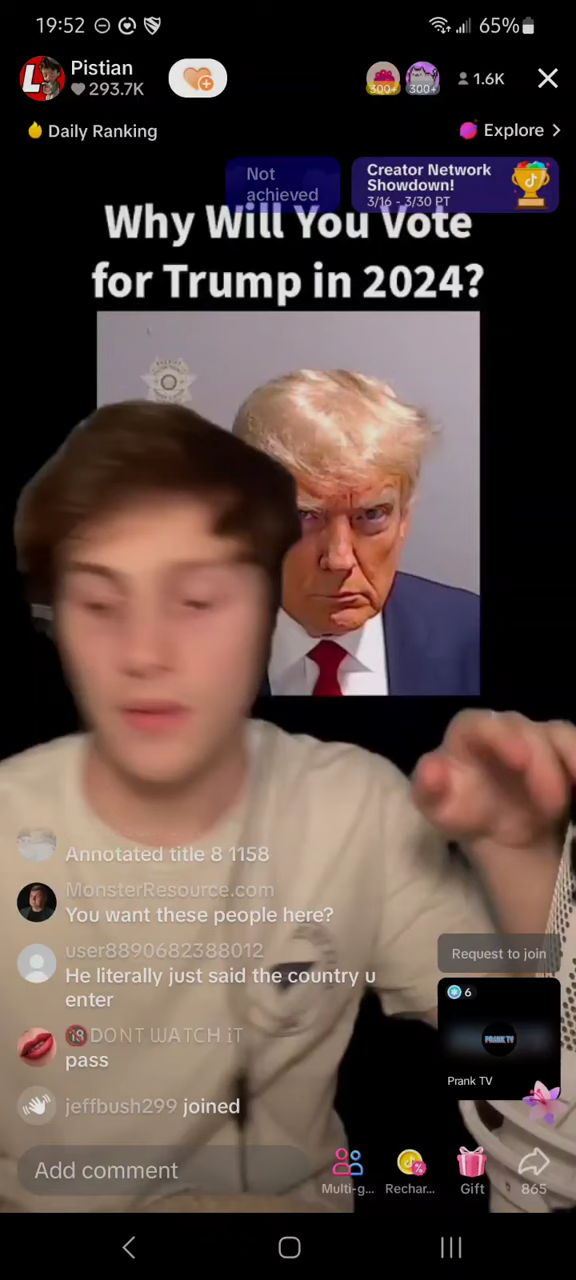 19:52
65%
Pistian
293.7K
300+
300+
1.6K
Daily Ranking
Explore
Not
achieved
Creator Network
Showdown!
3/16 - 3/30 PT
Why Will You Vote
for Trump in 2024?
Annotated title 8 1158
MonsterResource.com
You want these people here?
user8890682388012
He literally just said the country u
enter
Request to join
6
PRANK TV
🔞DONT WATCH iT
pass
Prank TV
jeffbush299 joined
Add comment
Multi-g...
Rechar...
Gift
865